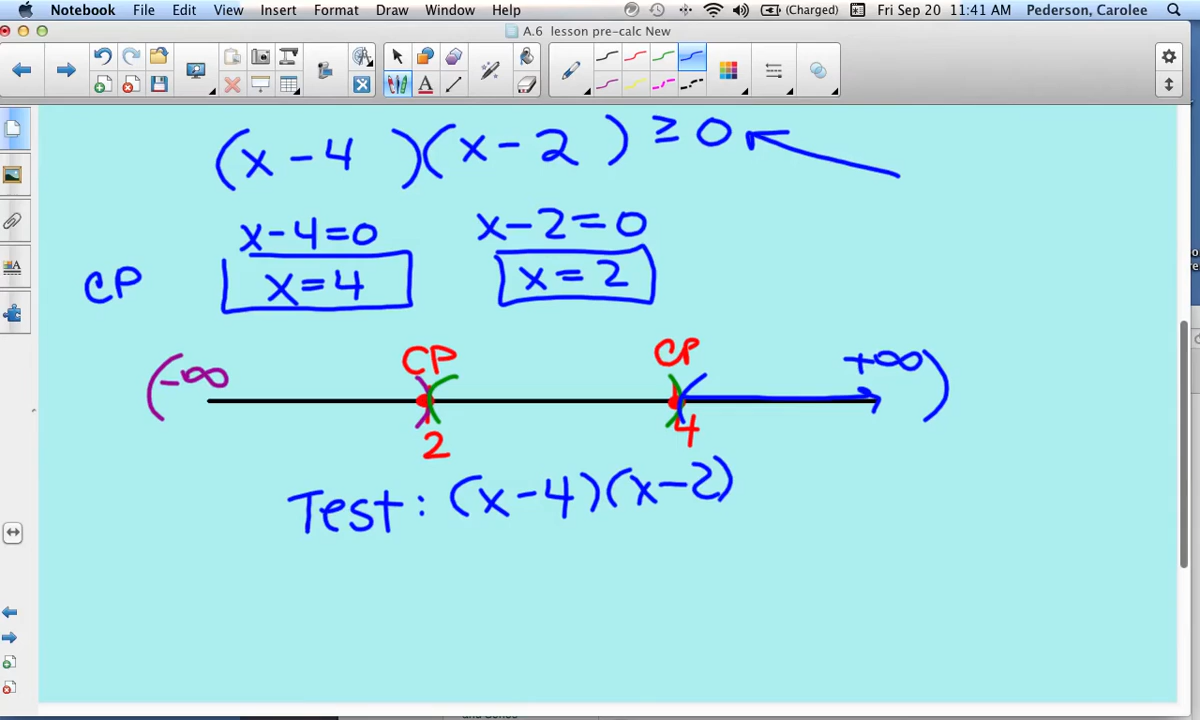 Notebook File Edit View Insert Format Draw Window Help (Charged) Fri Sep 20 11:41 AM Pederson, Carolee
A.6 lesson pre-calc New
(x-4)(x-2) ≥ 0
x-4=0 x-2=0
CP x=4 x=2
CP CP
(-∞ +∞)
2 4
Test: (x-4)(x-2)